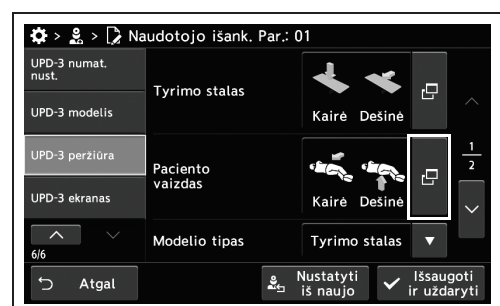 > > Naudotojo išank. Par.: 01
UPD-3 numat.
nust.
UPD-3 modelis
UPD-3 peržiūra
UPD-3 ekranas
6/6
Tyrimo stalas
Kairė Dešinė
Paciento
vaizdas
Kairė Dešinė
Modelio tipas
Tyrimo stalas
1
2
Atgal
Nustatyti
iš naujo
Išsaugoti
ir uždaryti